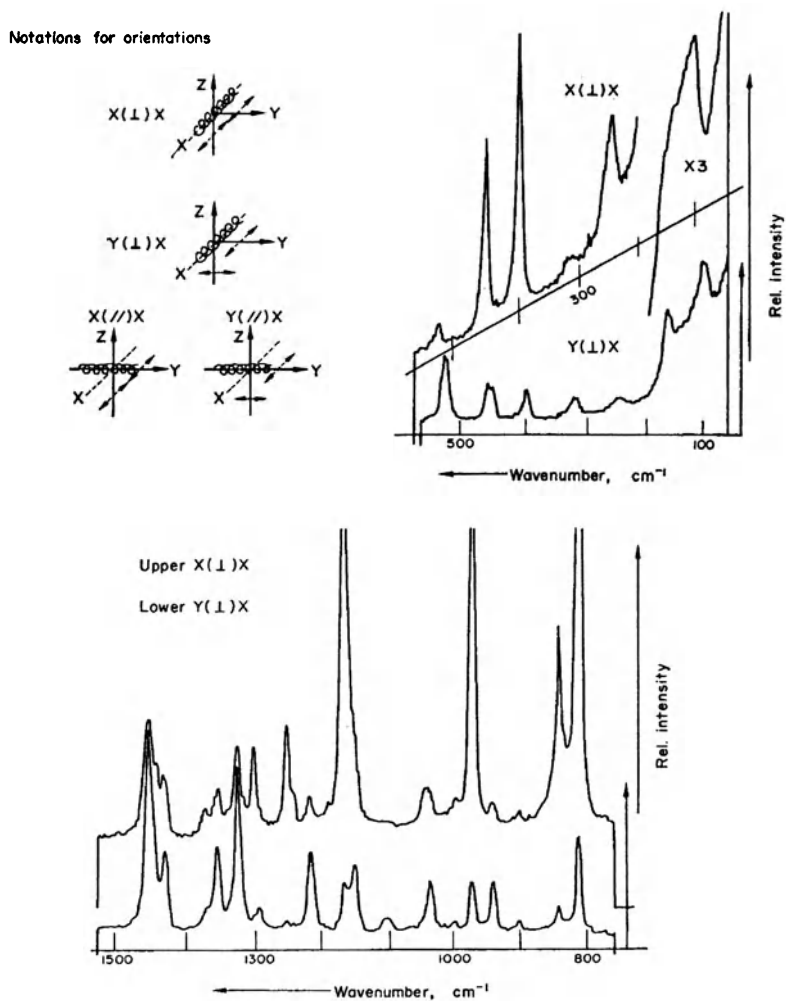 Notations for orientations
Z
X(⊥)X
Y
X
Z
Y(⊥)X
Y
X
X(//)X
Y(//)X
Z
Z
Y
Y
X
X
X(⊥)X
X3
300
Y(⊥)X
Rel. intensity
500
100
Wavenumber, cm⁻¹
Upper X(⊥)X
Lower Y(⊥)X
Rel. intensity
1500
1300
1000
800
Wavenumber, cm⁻¹